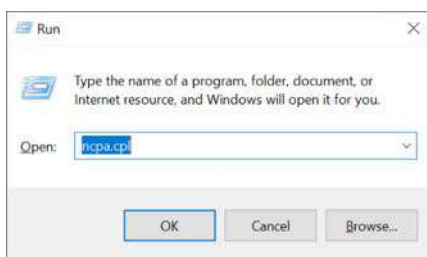 Run
Type the name of a program, folder, document, or
Internet resource, and Windows will open it for you.
Open:
ncpa.cpl
OK
Cancel
Browse...